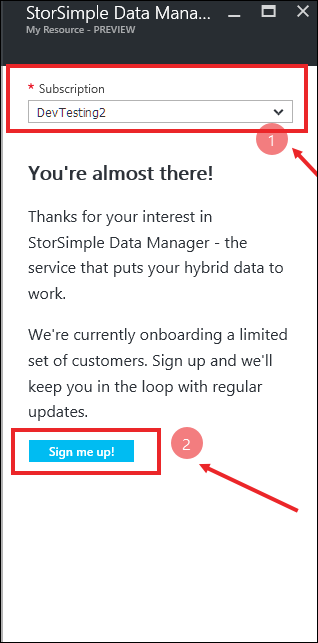 StorSimple Data Manag...
My Resource - PREVIEW
* Subscription
DevTesting2
1
You're almost there!
Thanks for your interest in
StorSimple Data Manager - the
service that puts your hybrid data to
work.
We're currently onboarding a limited
set of customers. Sign up and we'll
keep you in the loop with regular
updates.
Sign me up!
2